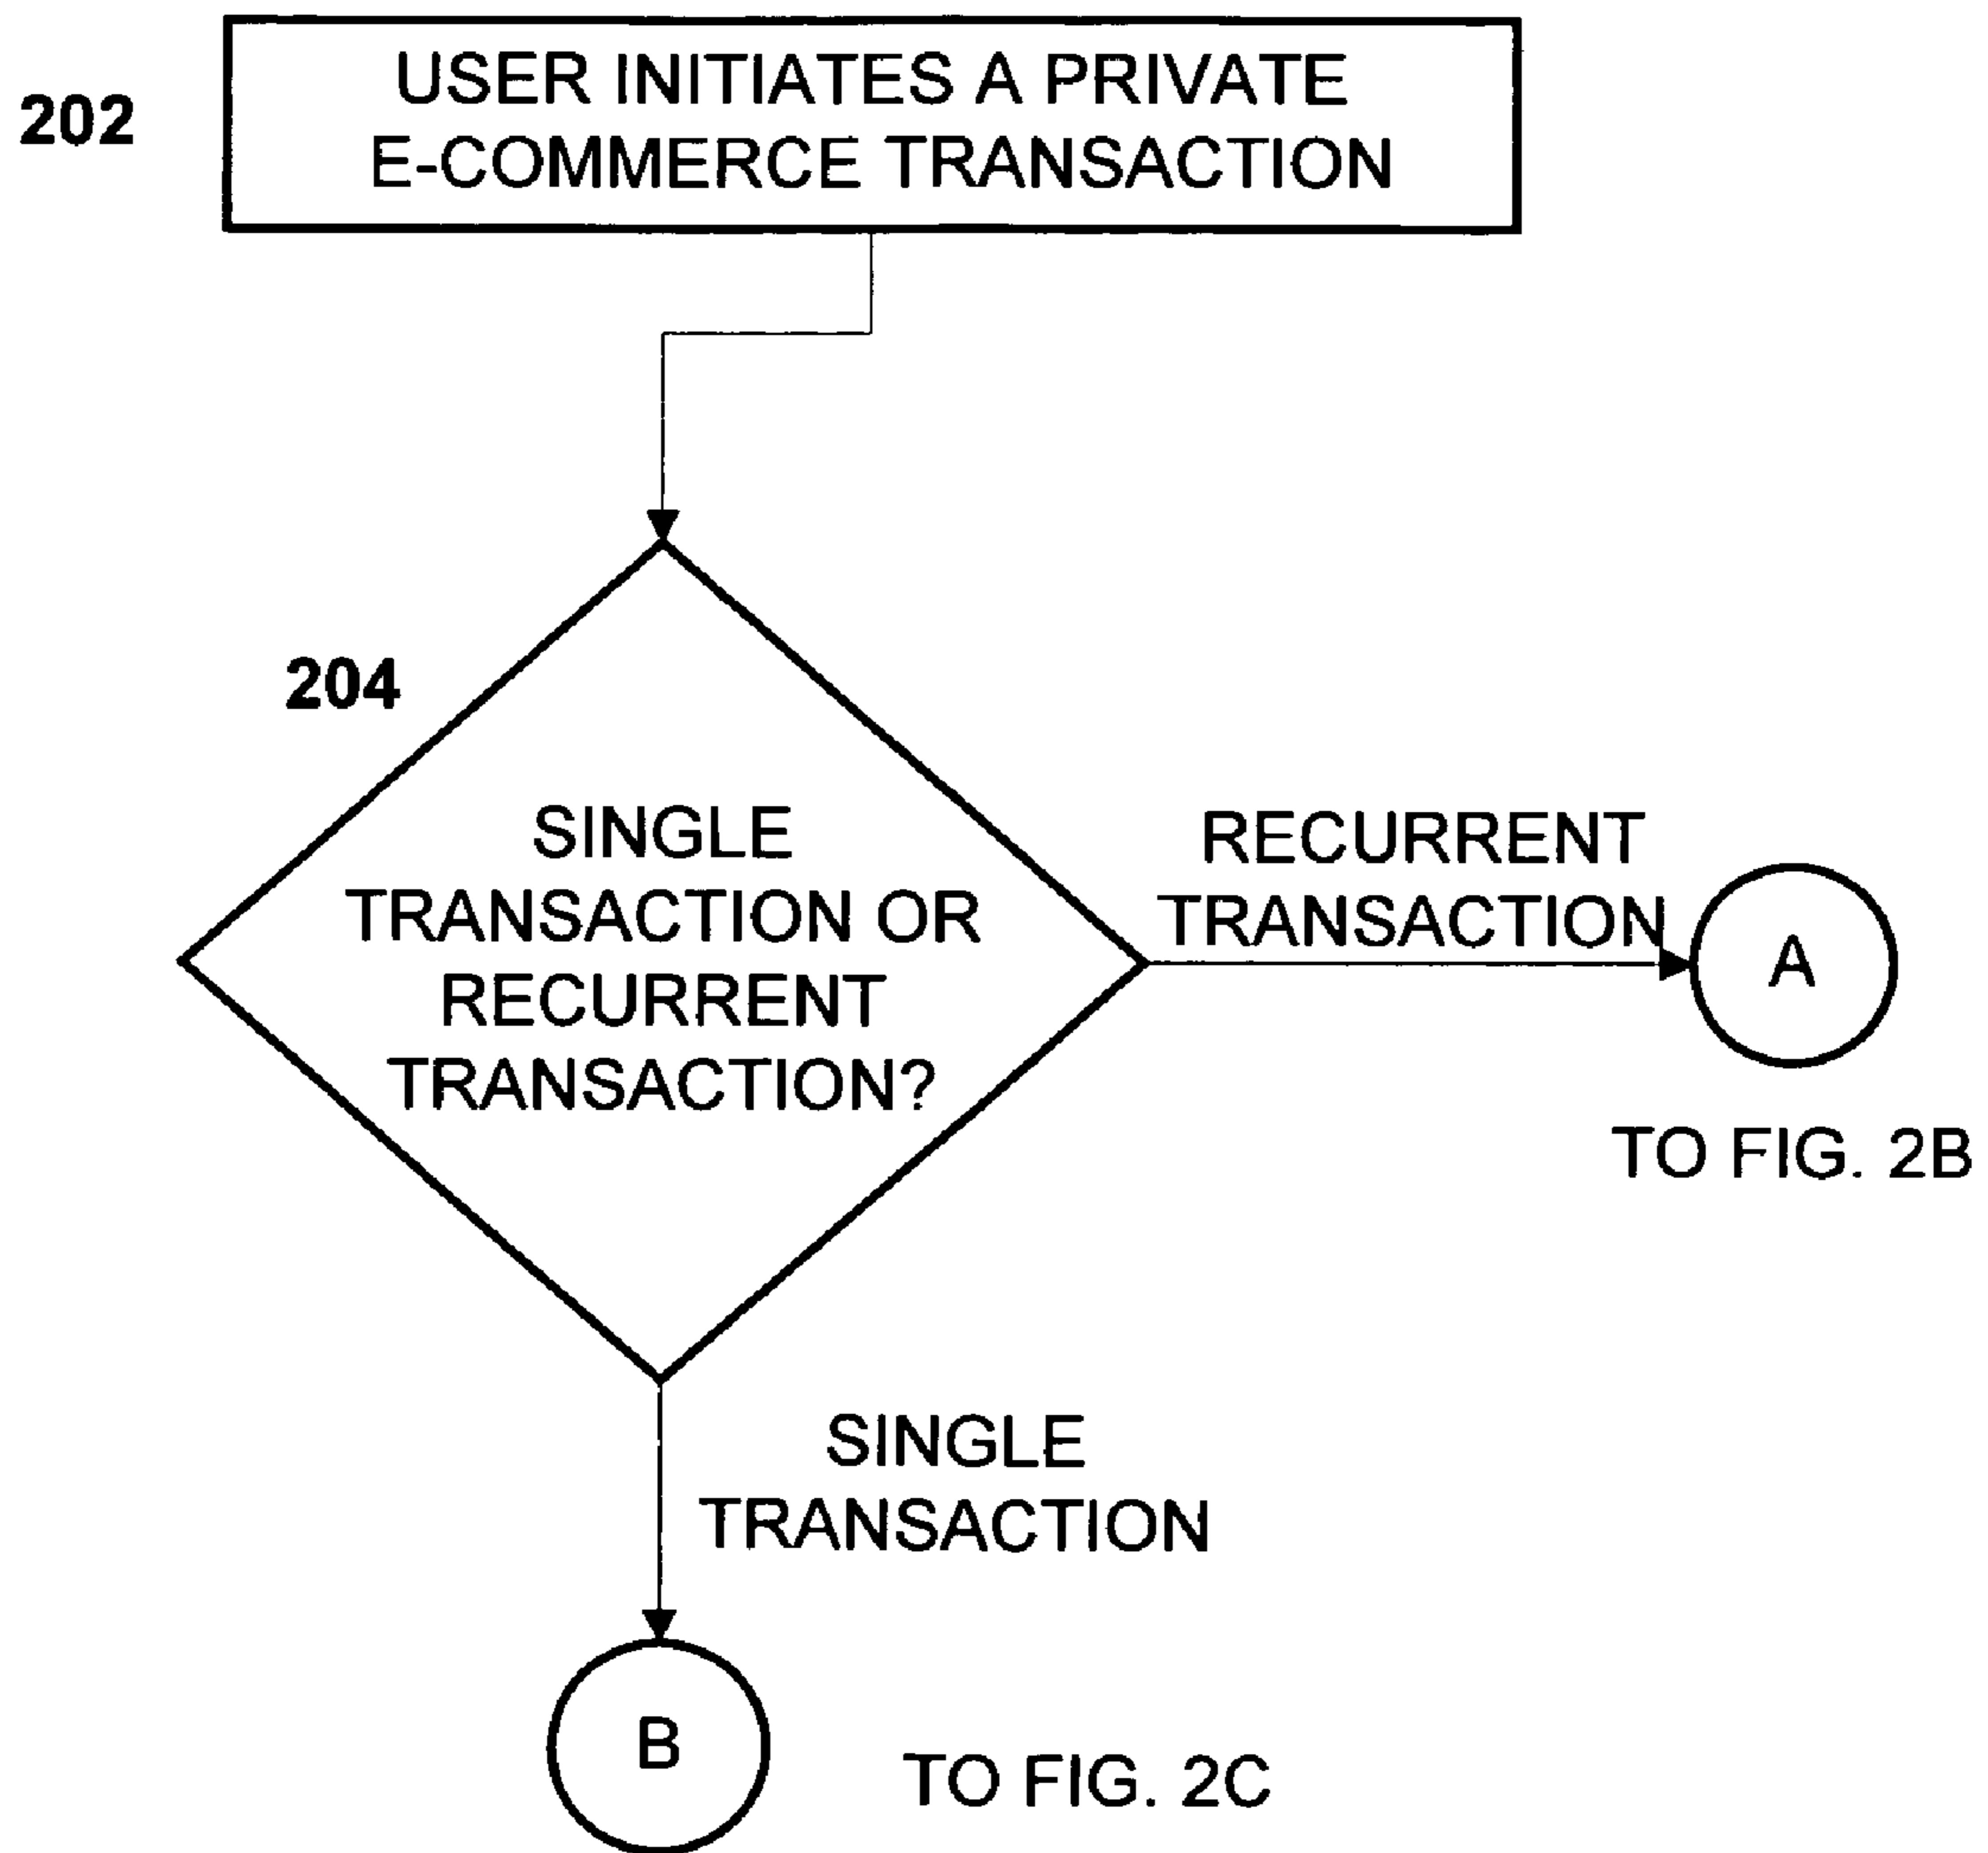 USER INITIATES A PRIVATE
E-COMMERCE TRANSACTION
202
204
SINGLE
TRANSACTION OR
RECURRENT
TRANSACTION?
RECURRENT
TRANSACTION
A
TO FIG. 2B
SINGLE
TRANSACTION
B
TO FIG. 2C